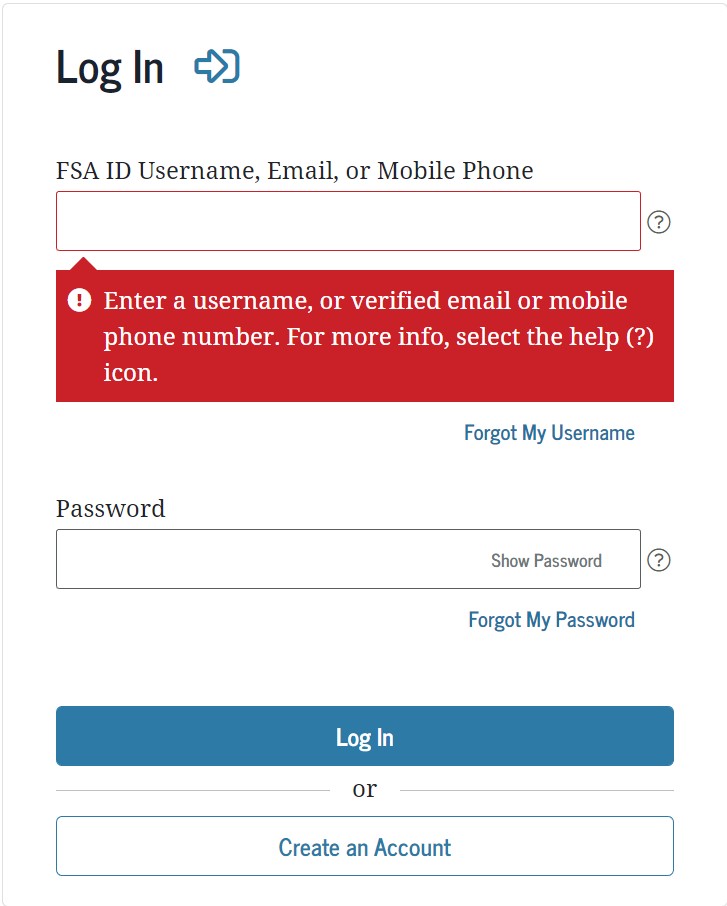 Log In
FSA ID Username, Email, or Mobile Phone
?
! Enter a username, or verified email or mobile
phone number. For more info, select the help (?)
icon.
Forgot My Username
Password
Show Password
?
Forgot My Password
Log In
or
Create an Account